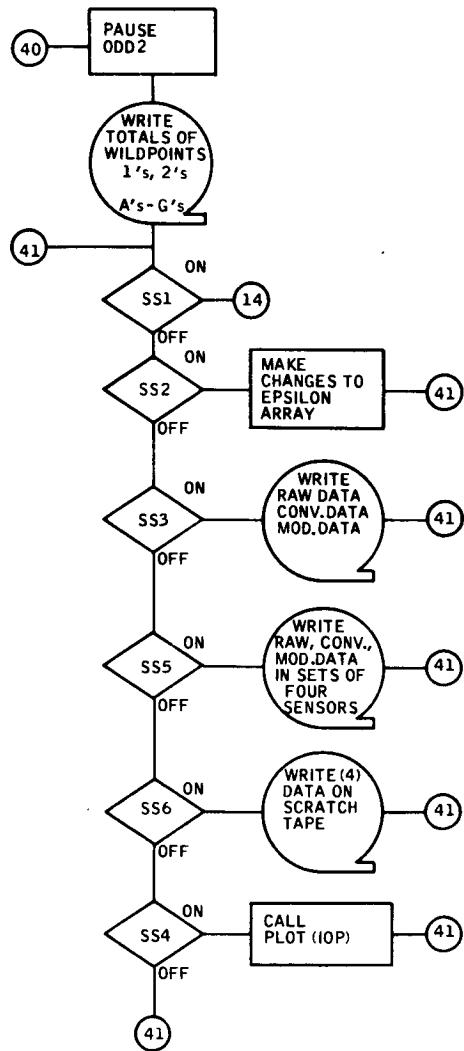 PAUSE
ODD2
40
WRITE
TOTALS OF
WILDPOINTS
1's, 2's
A's-G's
41
ON
SS1
14
OFF
ON
SS2
MAKE
CHANGES TO
EPSILON
ARRAY
41
OFF
ON
SS3
WRITE
RAW DATA
CONV.DATA
MOD.DATA
41
OFF
ON
SS5
WRITE
RAW, CONV.,
MOD.DATA
IN SETS OF
FOUR
SENSORS
41
OFF
ON
SS6
WRITE(4)
DATA ON
SCRATCH
TAPE
41
OFF
ON
SS4
CALL
PLOT (IOP)
41
OFF
41